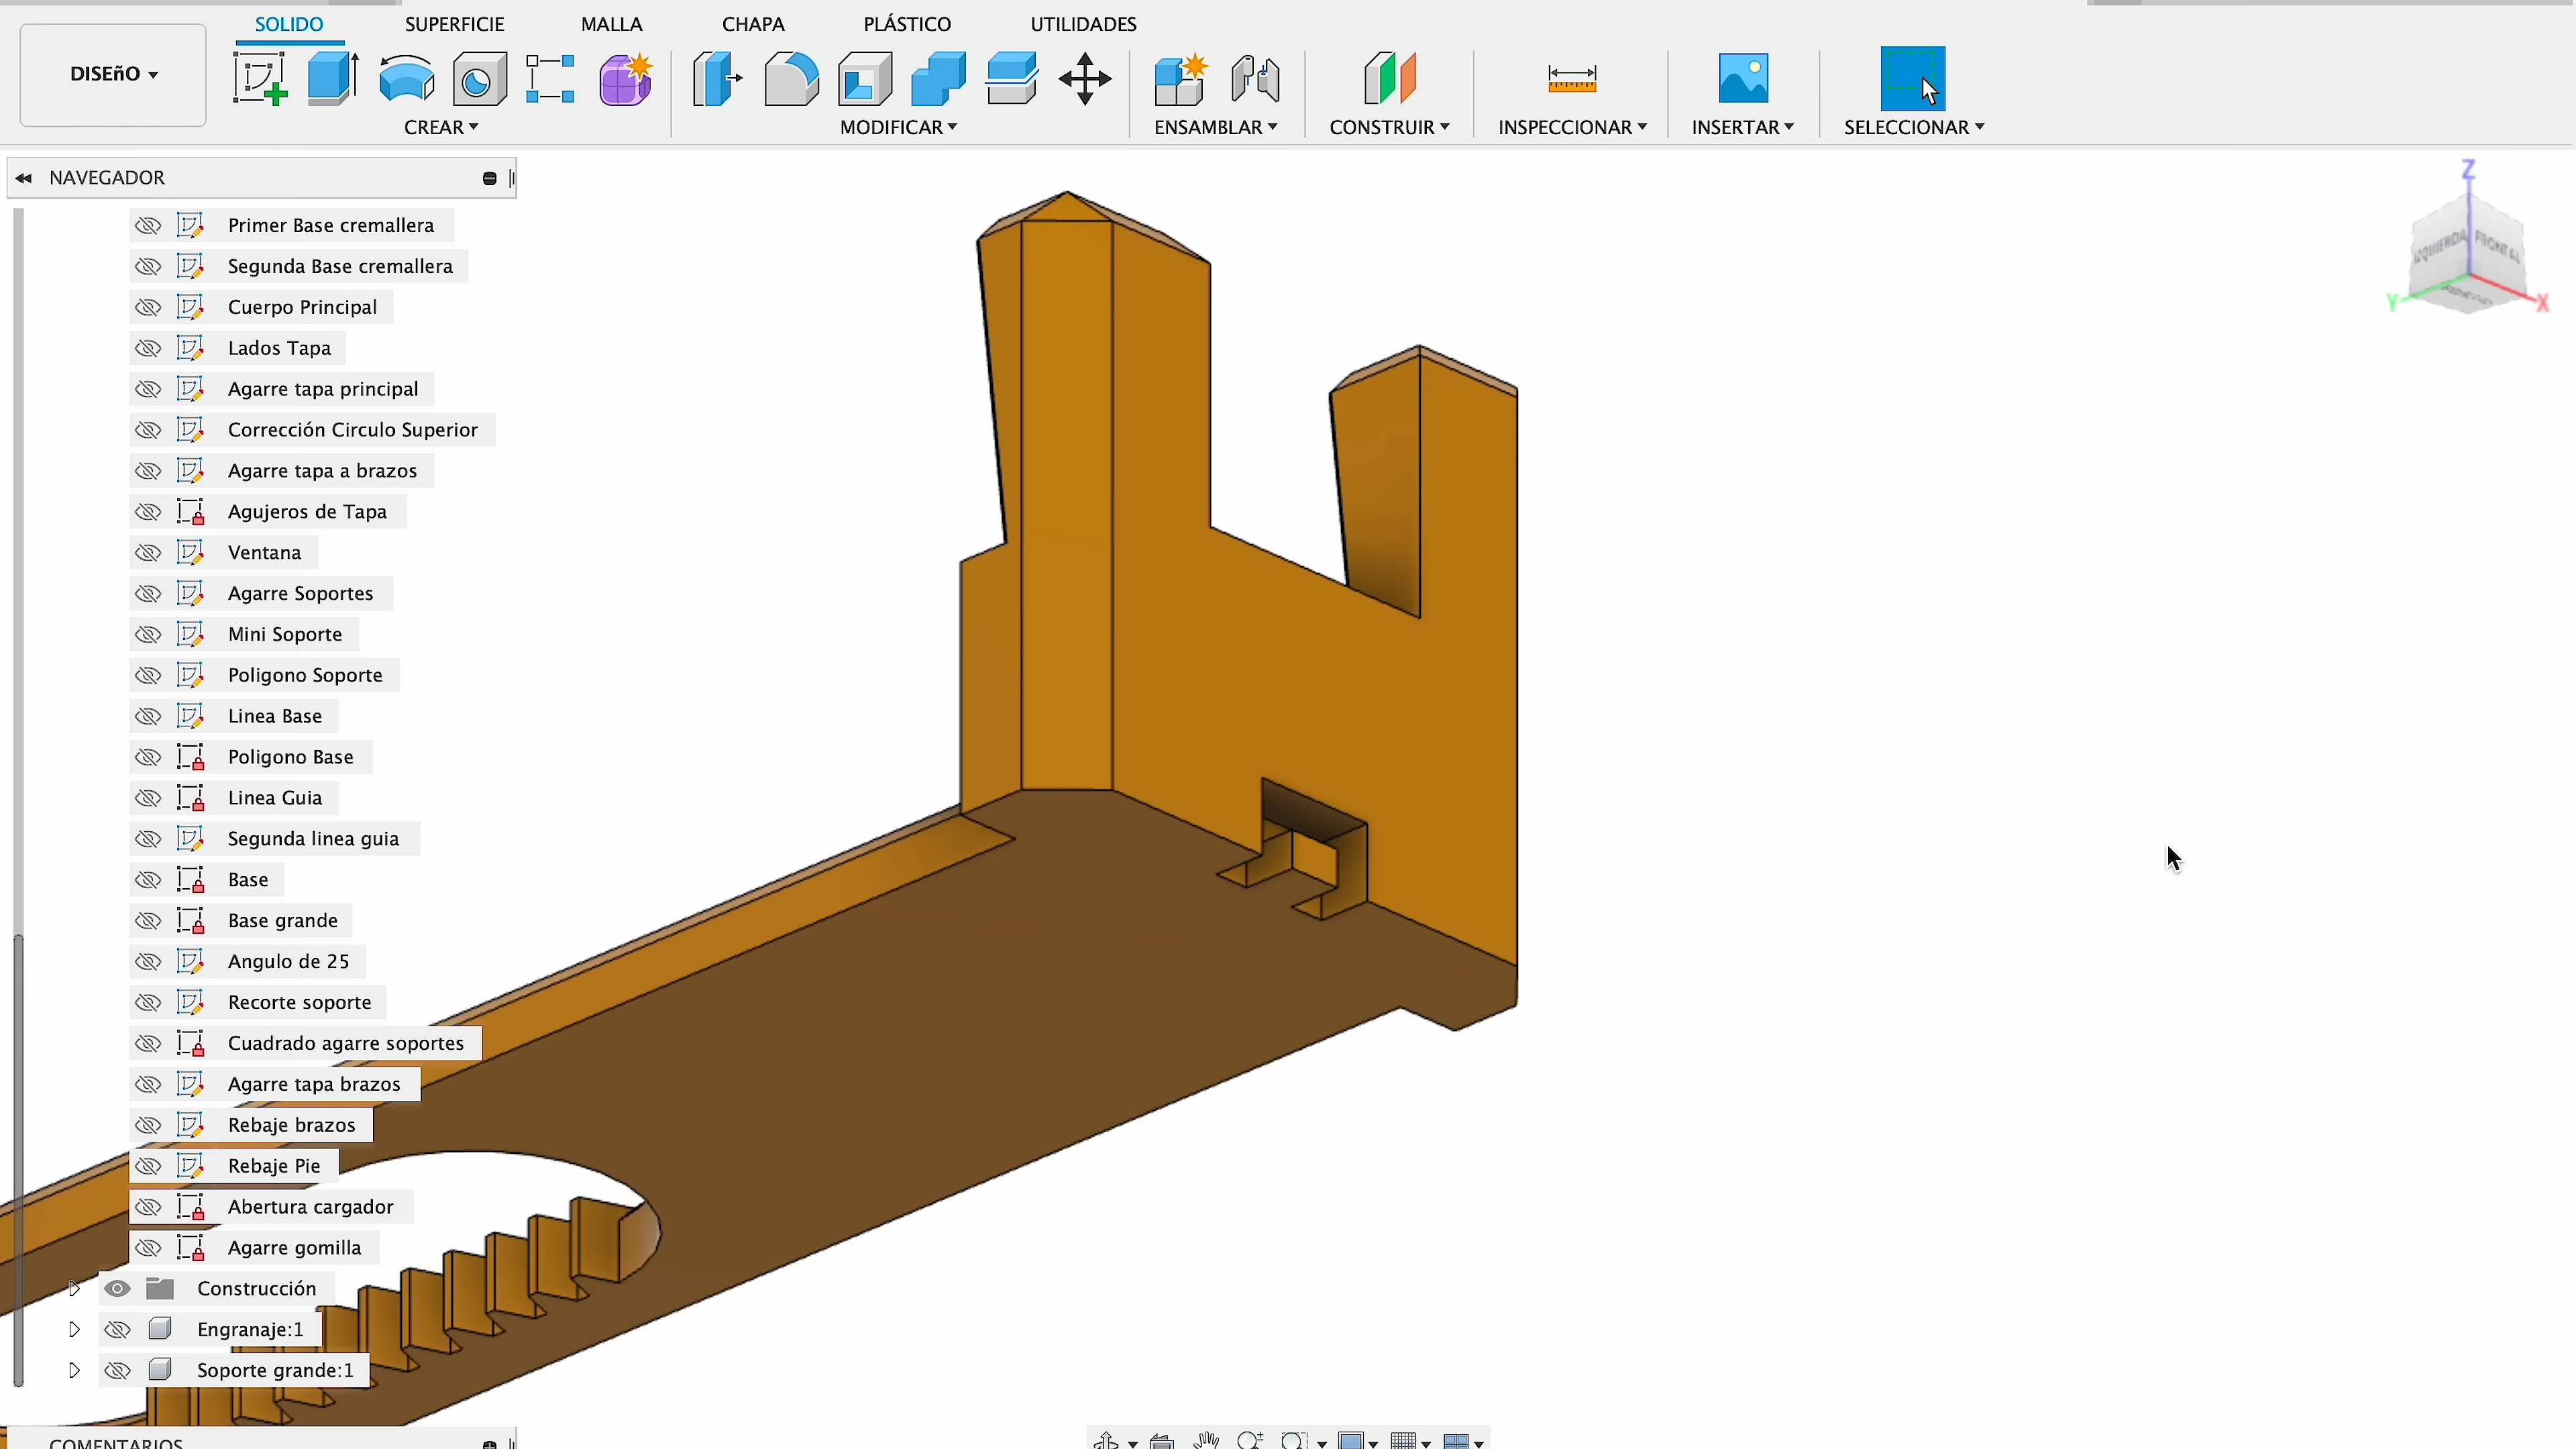 SOLIDO SUPERFICIE MALLA CHAPA PLÁSTICO UTILIDADES
DISEñO
CREAR MODIFICAR ENSAMBLAR CONSTRUIR INSPECCIONAR INSERTAR SELECCIONAR
NAVEGADOR
Z
IZQUIERDA FRONTAL
Y X
Primer Base cremallera
Segunda Base cremallera
Cuerpo Principal
Lados Tapa
Agarre tapa principal
Corrección Circulo Superior
Agarre tapa a brazos
Agujeros de Tapa
Ventana
Agarre Soportes
Mini Soporte
Poligono Soporte
Linea Base
Poligono Base
Linea Guia
Segunda linea guia
Base
Base grande
Angulo de 25
Recorte soporte
Cuadrado agarre soportes
Agarre tapa brazos
Rebaje brazos
Rebaje Pie
Abertura cargador
Agarre gomilla
Construcción
Engranaje:1
Soporte grande:1
COMENTARIOS